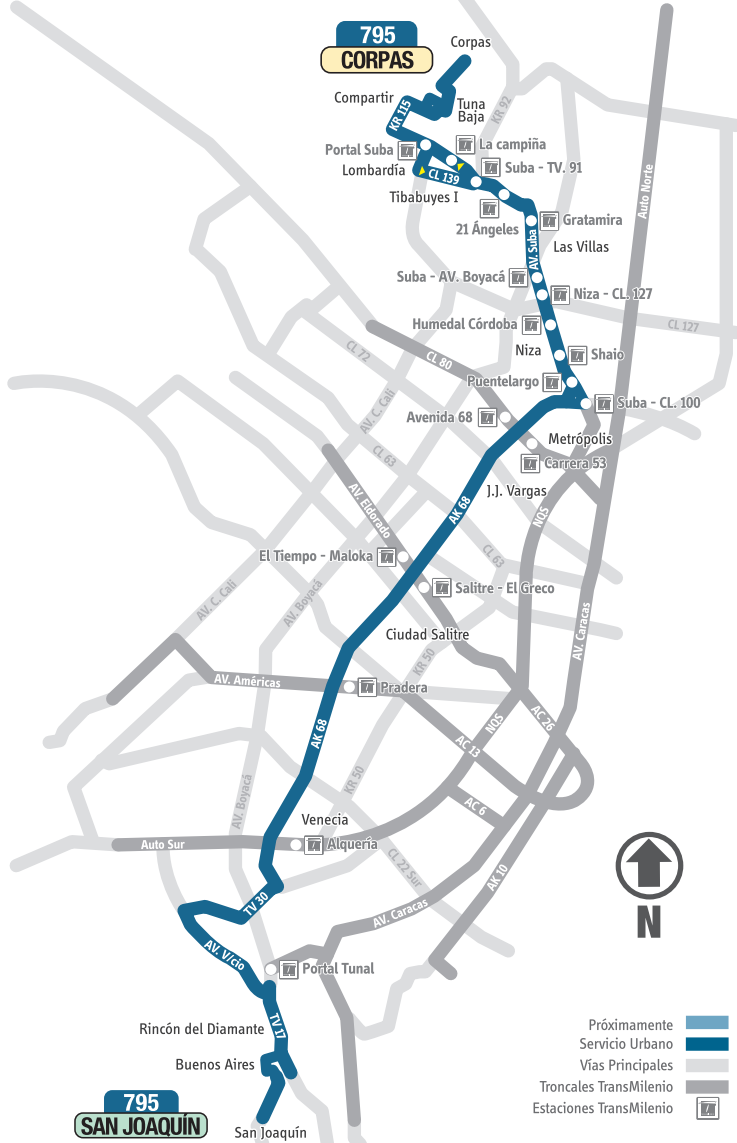 795
CORPAS
Corpas
Compartir
Tuna
Baja
KR 115
KR 92
Portal Suba
La campiña
Lombardía
CL 139
Suba - TV. 91
Tibabuyes I
21 Ángeles
Gratamira
Auto Norte
AV. Suba
Las Villas
Suba - AV. Boyacá
Niza - CL. 127
Humedal Córdoba
CL 127
CL 72
CL 80
Niza
Shaio
Puentelargo
AV. C. Cali
Suba - CL. 100
Avenida 68
Metrópolis
CL 63
Carrera 53
J.J. Vargas
AV. Eldorado
AK 68
NQS
El Tiempo - Maloka
CL 63
Salitre - El Greco
AV. C. Cali
AV. Boyacá
Ciudad Salitre
AV. Caracas
KR 50
AV. Américas
Pradera
AK 68
NQS
AC 26
AC 13
KR 50
AV. Boyacá
AC 6
Venecia
Auto Sur
Alquería
CL 22 Sur
AK 10
TV 30
AV. Caracas
N
AV. V/cio
Portal Tunal
TV 17
Rincón del Diamante
Buenos Aires
795
SAN JOAQUÍN
San Joaquín
Próximamente
Servicio Urbano
Vías Principales
Troncales TransMilenio
Estaciones TransMilenio